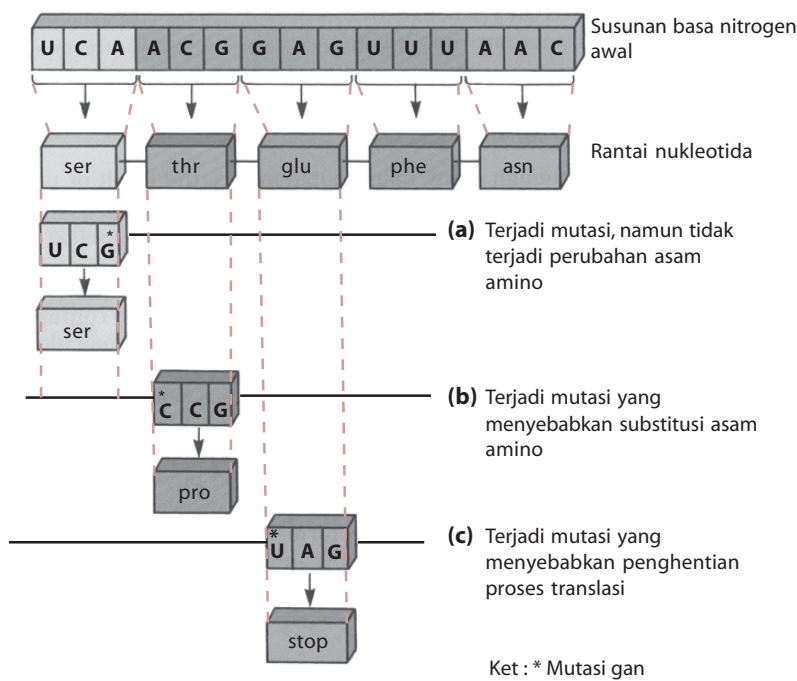 U C A A C G G A G U U U A A C
Susunan basa nitrogen
awal
ser thr glu phe asn
Rantai nukleotida
U C G*
ser
(a) Terjadi mutasi, namun tidak
terjadi perubahan asam
amino
*C C G
pro
(b) Terjadi mutasi yang
menyebabkan substitusi asam
amino
*U A G
stop
(c) Terjadi mutasi yang
menyebabkan penghentian
proses translasi
Ket : * Mutasi gan